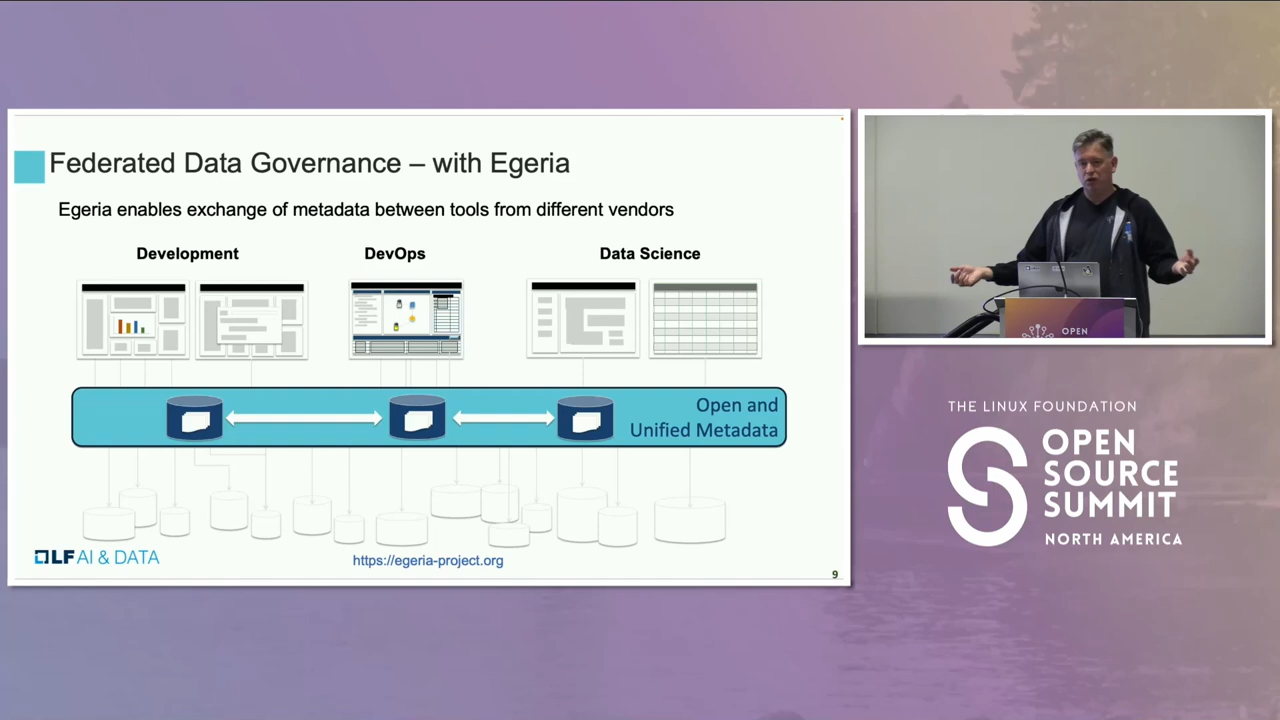 Federated Data Governance – with Egeria
Egeria enables exchange of metadata between tools from different vendors
Development
DevOps
Data Science
Open and
Unified Metadata
LF AI & DATA
https://egeria-project.org
9
OPEN
THE LINUX FOUNDATION
OPEN
SOURCE
SUMMIT
NORTH AMERICA